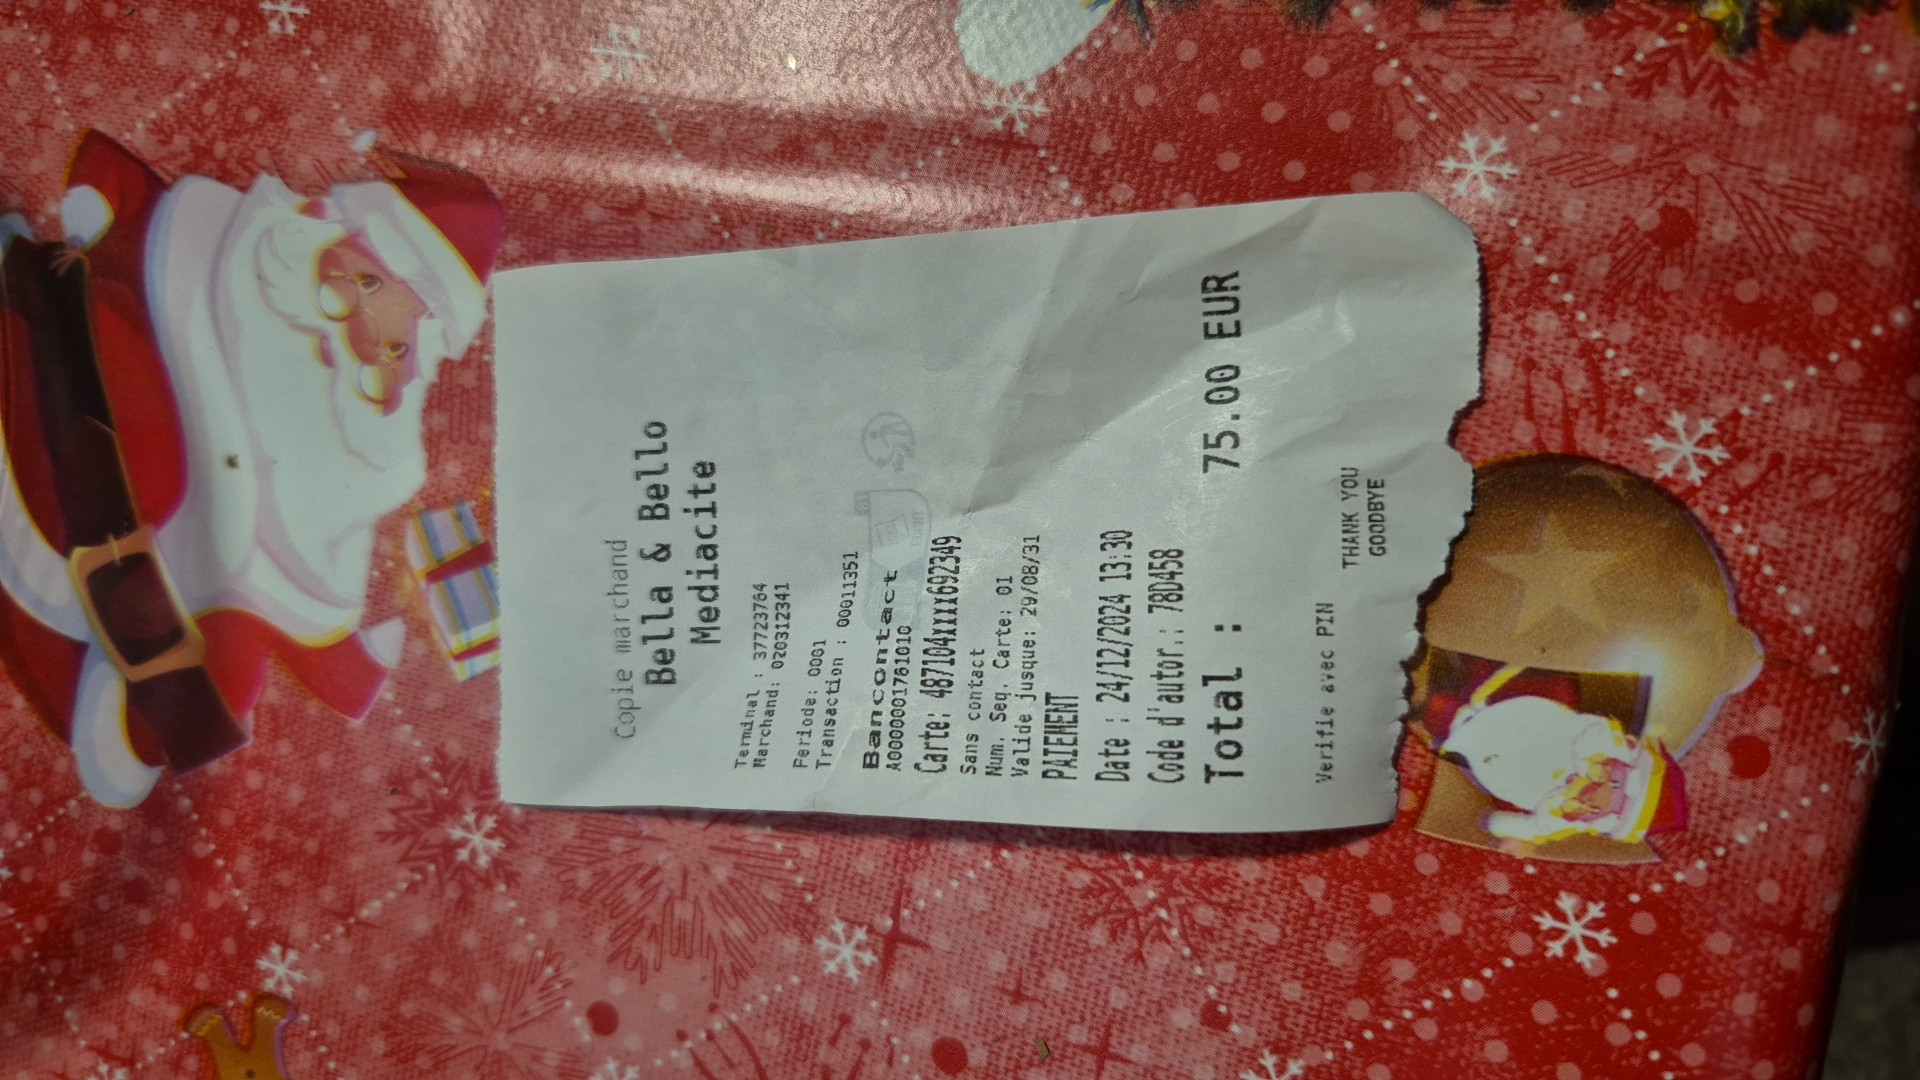 Copie marchand
Bella & Bello
Mediacite
Terminal : 37723764
Marchand: 020312341
Periode: 0001
Transaction : 00011351
Bancontact
A0000001761010
Carte: 487104xxxx692349
Sans contact
Num. Seq. Carte: 01
Valide jusque: 29/08/31
PAIEMENT
Date : 24/12/2024 13:30
Code d'autor.: 78D458
Total : 75.00 EUR
Verifie avec PIN
THANK YOU
GOODBYE